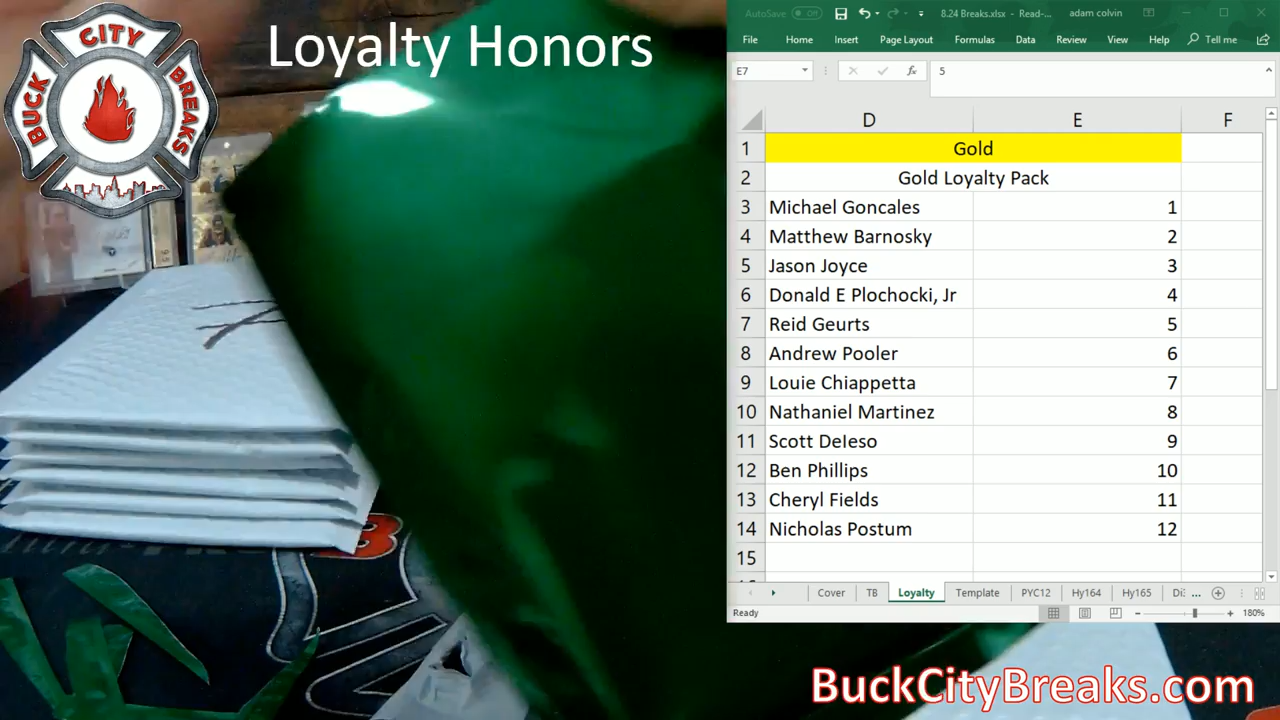 CITY
BUCK
BREAKS
Loyalty Honors
AutoSave
Off
8.24 Breaks.xlsx - Read-...
adam colvin
File
Home
Insert
Page Layout
Formulas
Data
Review
View
Help
Tell me
E7
fx
5
D
E
F
1
Gold
2
Gold Loyalty Pack
3
Michael Goncales
1
4
Matthew Barnosky
2
5
Jason Joyce
3
6
Donald E Plochocki, Jr
4
7
Reid Geurts
5
8
Andrew Pooler
6
9
Louie Chiappetta
7
10
Nathaniel Martinez
8
11
Scott DeIeso
9
12
Ben Phillips
10
13
Cheryl Fields
11
14
Nicholas Postum
12
15
Cover
TB
Loyalty
Template
PYC12
Hy164
Hy165
Di: ...
Ready
180%
BuckCityBreaks.com